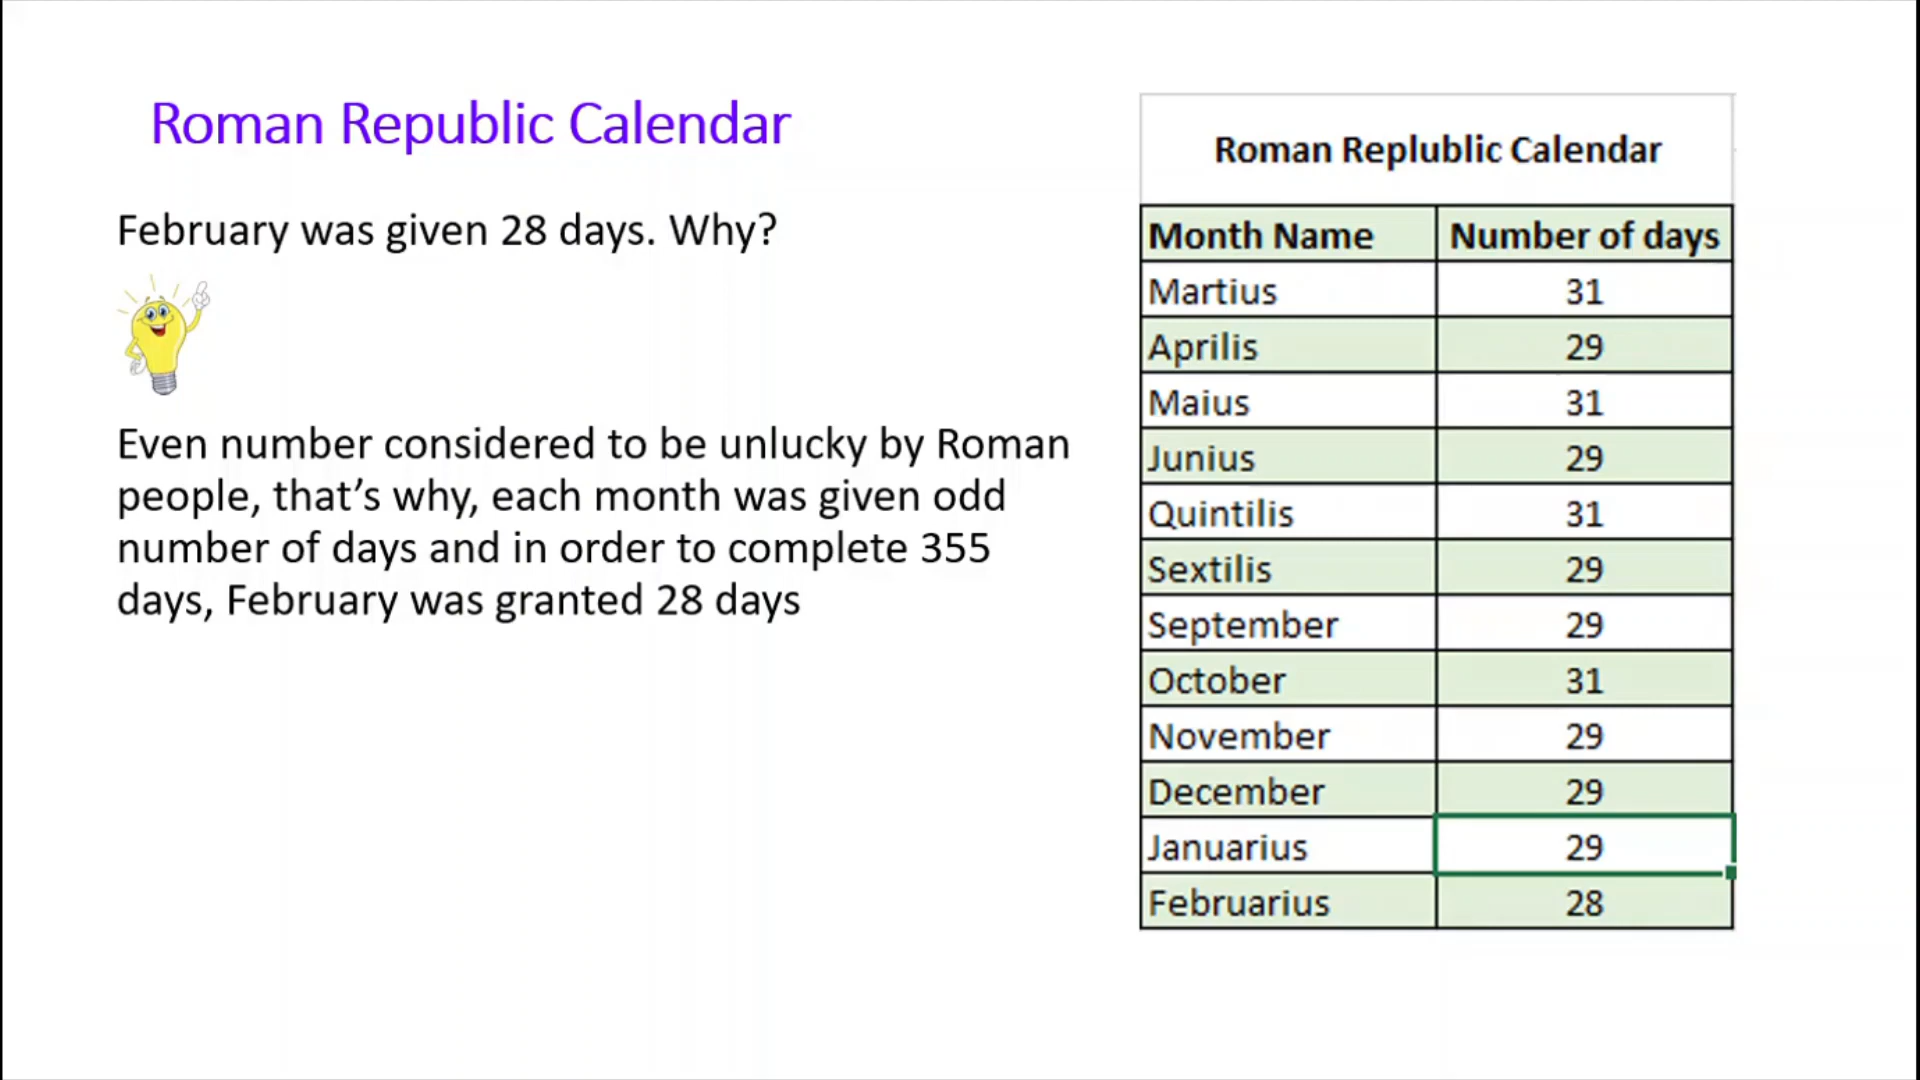 Roman Republic Calendar
February was given 28 days. Why?
Even number considered to be unlucky by Roman
people, that’s why, each month was given odd
number of days and in order to complete 355
days, February was granted 28 days
Roman Replublic Calendar
Month Name Number of days
Martius 31
Aprilis 29
Maius 31
Junius 29
Quintilis 31
Sextilis 29
September 29
October 31
November 29
December 29
Januarius 29
Februarius 28